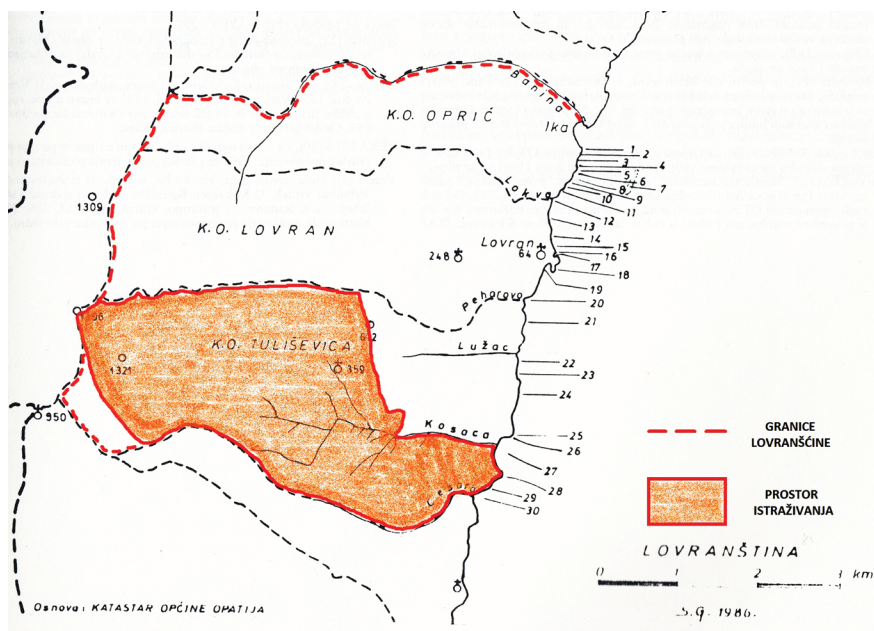 Banina
K.O. OPRIĆ
Ika
1
2
3
4
5
6
7
8
9
10
11
Lokva
12
13
1309
K.O. LOVRAN
Lovran
14
15
248
64
16
17
18
19
Peharovo
20
21
K.O. TULIŠEVICA
Lužac
1321
359
22
23
24
950
Kosaca
25
26
27
28
29
30
GRANICE
LOVRANŠĆINE
PROSTOR
ISTRAŽIVANJA
LOVRANŠTINA
0 1 2 3 km
S.G. 1986.
Osnova: KATASTAR OPĆINE OPATIJA